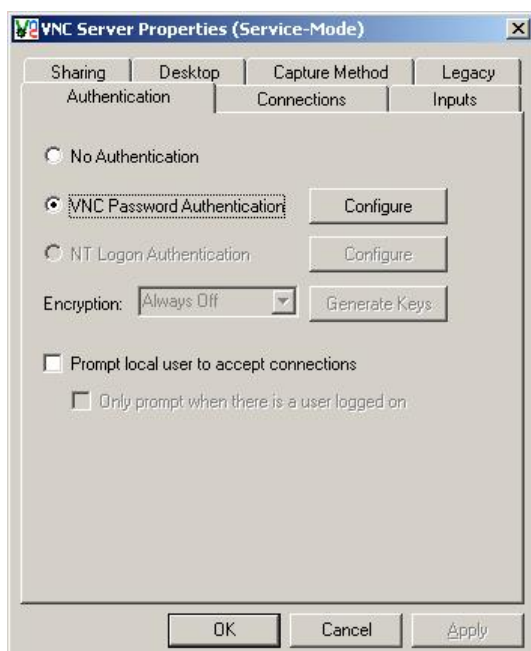 VNC Server Properties (Service-Mode)
Sharing Desktop Capture Method Legacy
Authentication Connections Inputs
No Authentication
VNC Password Authentication Configure
NT Logon Authentication Configure
Encryption: Always Off Generate Keys
Prompt local user to accept connections
Only prompt when there is a user logged on
OK Cancel Apply